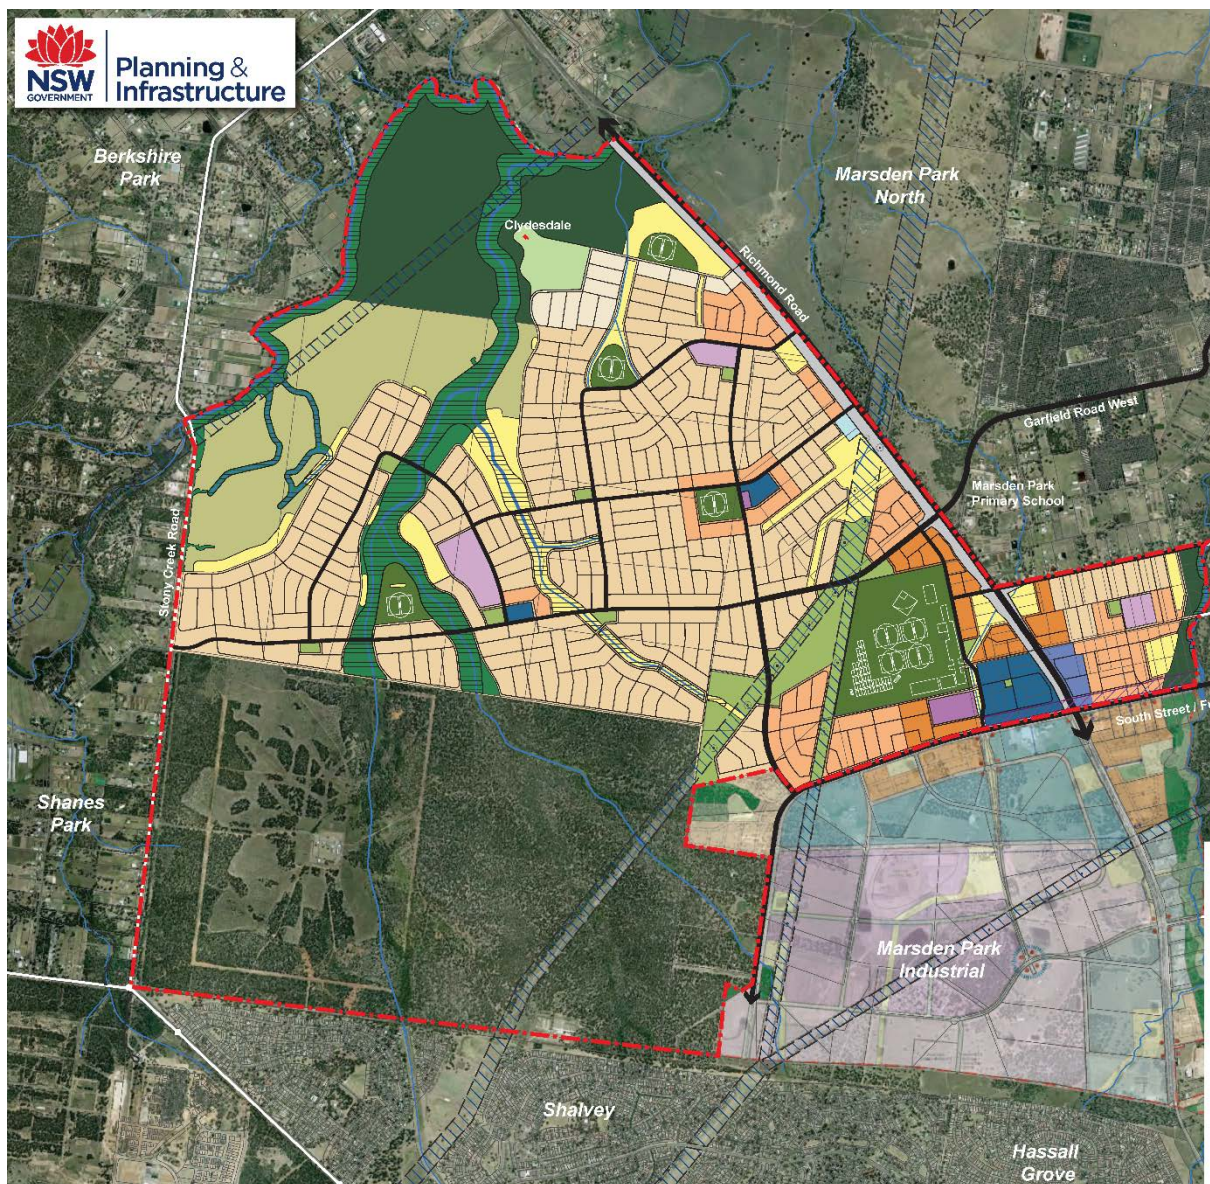 NSW
GOVERNMENT
Planning &
Infrastructure
Berkshire
Park
Marsden Park
North
Clydesdale
Richmond Road
Garfield Road West
Marsden Park
Primary School
Stony Creek Road
South Street /
Shanes
Park
Marsden Park
Industrial
Shalvey
Hassall
Grove